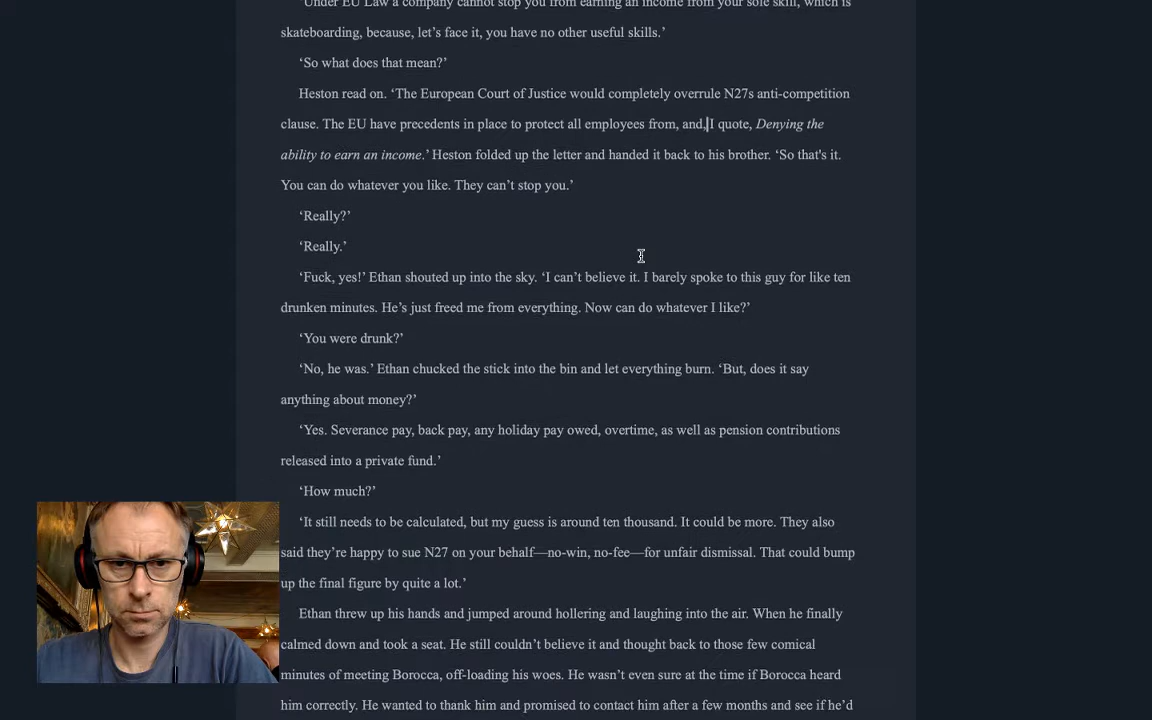 ‘Under EU Law a company cannot stop you from earning an income from your sole skill, which is
skateboarding, because, let’s face it, you have no other useful skills.’
‘So what does that mean?’
Heston read on. ‘The European Court of Justice would completely overrule N27s anti-competition
clause. The EU have precedents in place to protect all employees from, and, I quote, Denying the
ability to earn an income.’ Heston folded up the letter and handed it back to his brother. ‘So that's it.
You can do whatever you like. They can’t stop you.’
‘Really?’
‘Really.’
‘Fuck, yes!’ Ethan shouted up into the sky. ‘I can’t believe it. I barely spoke to this guy for like ten
drunken minutes. He’s just freed me from everything. Now can do whatever I like?’
‘You were drunk?’
‘No, he was.’ Ethan chucked the stick into the bin and let everything burn. ‘But, does it say
anything about money?’
‘Yes. Severance pay, back pay, any holiday pay owed, overtime, as well as pension contributions
released into a private fund.’
‘How much?’
‘It still needs to be calculated, but my guess is around ten thousand. It could be more. They also
said they’re happy to sue N27 on your behalf—no-win, no-fee—for unfair dismissal. That could bump
up the final figure by quite a lot.’
Ethan threw up his hands and jumped around hollering and laughing into the air. When he finally
calmed down and took a seat. He still couldn’t believe it and thought back to those few comical
minutes of meeting Borocca, off-loading his woes. He wasn’t even sure at the time if Borocca heard
him correctly. He wanted to thank him and promised to contact him after a few months and see if he’d